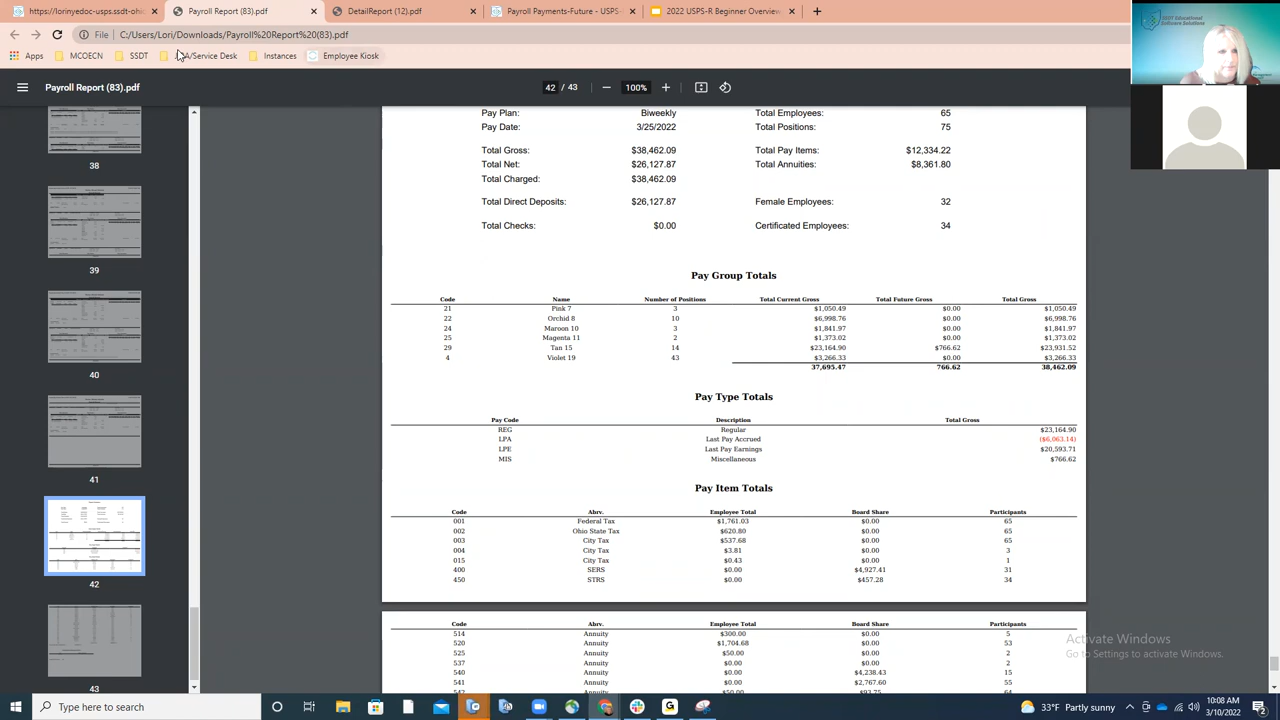 https://infinity.apps.ssdt.io/#/
Payroll Report (83).pdf
Payments/Payments-Future - USPS-
DetailReport (12).pdf
2022 USPS-R Beginner Overview -
File C:/Users/Lori/Downloads/Payroll%20Report%20(83).pdf
Apps MCOECN SSDT A/Service Desk Instances Employee Kiosk
SSDT Educational
Software Solutions
Payroll Report (83).pdf 42 / 43 100%
38
39
40
41
42
43
Pay Plan: Biweekly Total Employees: 65
Pay Date: 3/25/2022 Total Positions: 75
Total Gross: $38,462.09 Total Pay Items: $12,334.22
Total Net: $26,127.87 Total Annuities: $8,361.80
Total Charged: $38,462.09
Total Direct Deposits: $26,127.87 Female Employees: 32
Total Checks: $0.00 Certificated Employees: 34
Pay Group Totals
Code Name Number of Positions Total Current Gross Total Future Gross Total Gross
21 Pink 7 3 $1,050.49 $0.00 $1,050.49
22 Orchid 8 10 $6,998.76 $0.00 $6,998.76
24 Maroon 10 3 $1,841.97 $0.00 $1,841.97
25 Magenta 11 2 $1,373.02 $0.00 $1,373.02
29 Tan 15 14 $23,164.90 $766.62 $23,931.52
4 Violet 19 43 $3,266.33 $0.00 $3,266.33
37,695.47 766.62 38,462.09
Pay Type Totals
Pay Code Description Total Gross
REG Regular $23,164.90
LPA Last Pay Accrued ($6,063.14)
LPE Last Pay Earnings $20,593.71
MIS Miscellaneous $766.62
Pay Item Totals
Code Abrv. Employee Total Board Share Participants
001 Federal Tax $1,761.03 $0.00 65
002 Ohio State Tax $620.80 $0.00 65
003 City Tax $537.68 $0.00 65
004 City Tax $3.81 $0.00 3
015 City Tax $0.43 $0.00 1
400 SERS $0.00 $4,927.41 31
450 STRS $0.00 $457.28 34
Code Abrv. Employee Total Board Share Participants
514 Annuity $300.00 $0.00 5
520 Annuity $1,704.68 $0.00 53
525 Annuity $50.00 $0.00 2
537 Annuity $0.00 $0.00 2
540 Annuity $0.00 $4,238.43 15
541 Annuity $0.00 $2,767.60 55
542 Annuity $50.00 $93.75 64
Activate Windows
Go to Settings to activate Windows.
Type here to search
33°F Partly sunny
10:08 AM
3/10/2022
2